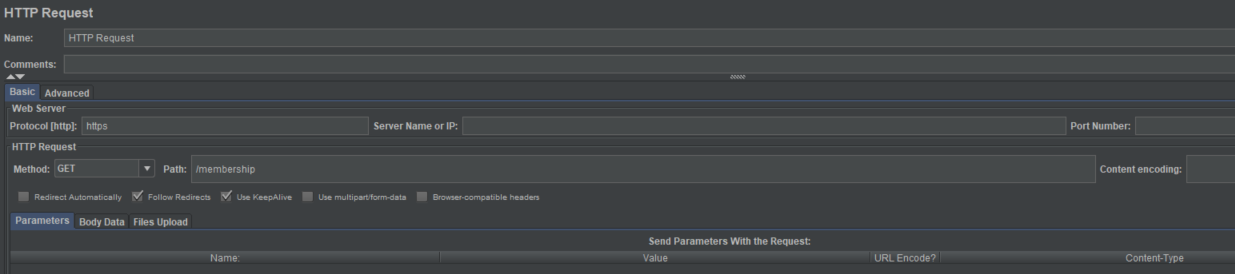 HTTP Request
Name: HTTP Request
Comments:
Basic Advanced
Web Server
Protocol [http]: https Server Name or IP: Port Number:
HTTP Request
Method: GET Path: /membership Content encoding:
Redirect Automatically Follow Redirects Use KeepAlive Use multipart/form-data Browser-compatible headers
Parameters Body Data Files Upload
Send Parameters With the Request:
Name: Value URL Encode? Content-Type